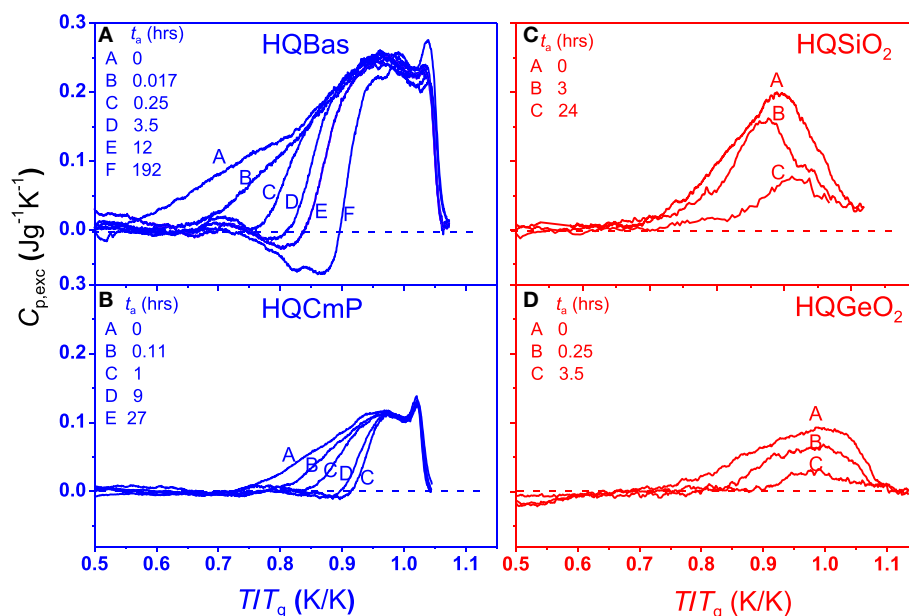 C_p,exc (Jg⁻¹K⁻¹)
0.3
0.2
0.1
0.0
0.3
0.2
0.1
0.0
A
t_a (hrs)
HQBas
A 0
B 0.017
C 0.25
D 3.5
E 12
F 192
A
B
C
D
E
F
B
t_a (hrs)
HQCmP
A 0
B 0.11
C 1
D 9
E 27
A
B
C
D
C
0.5 0.6 0.7 0.8 0.9 1.0 1.1
T/T_g (K/K)
C
t_a (hrs)
HQSiO₂
A 0
B 3
C 24
A
B
C
D
t_a (hrs)
HQGeO₂
A 0
B 0.25
C 3.5
A
B
C
0.5 0.6 0.7 0.8 0.9 1.0 1.1
T/T_g (K/K)